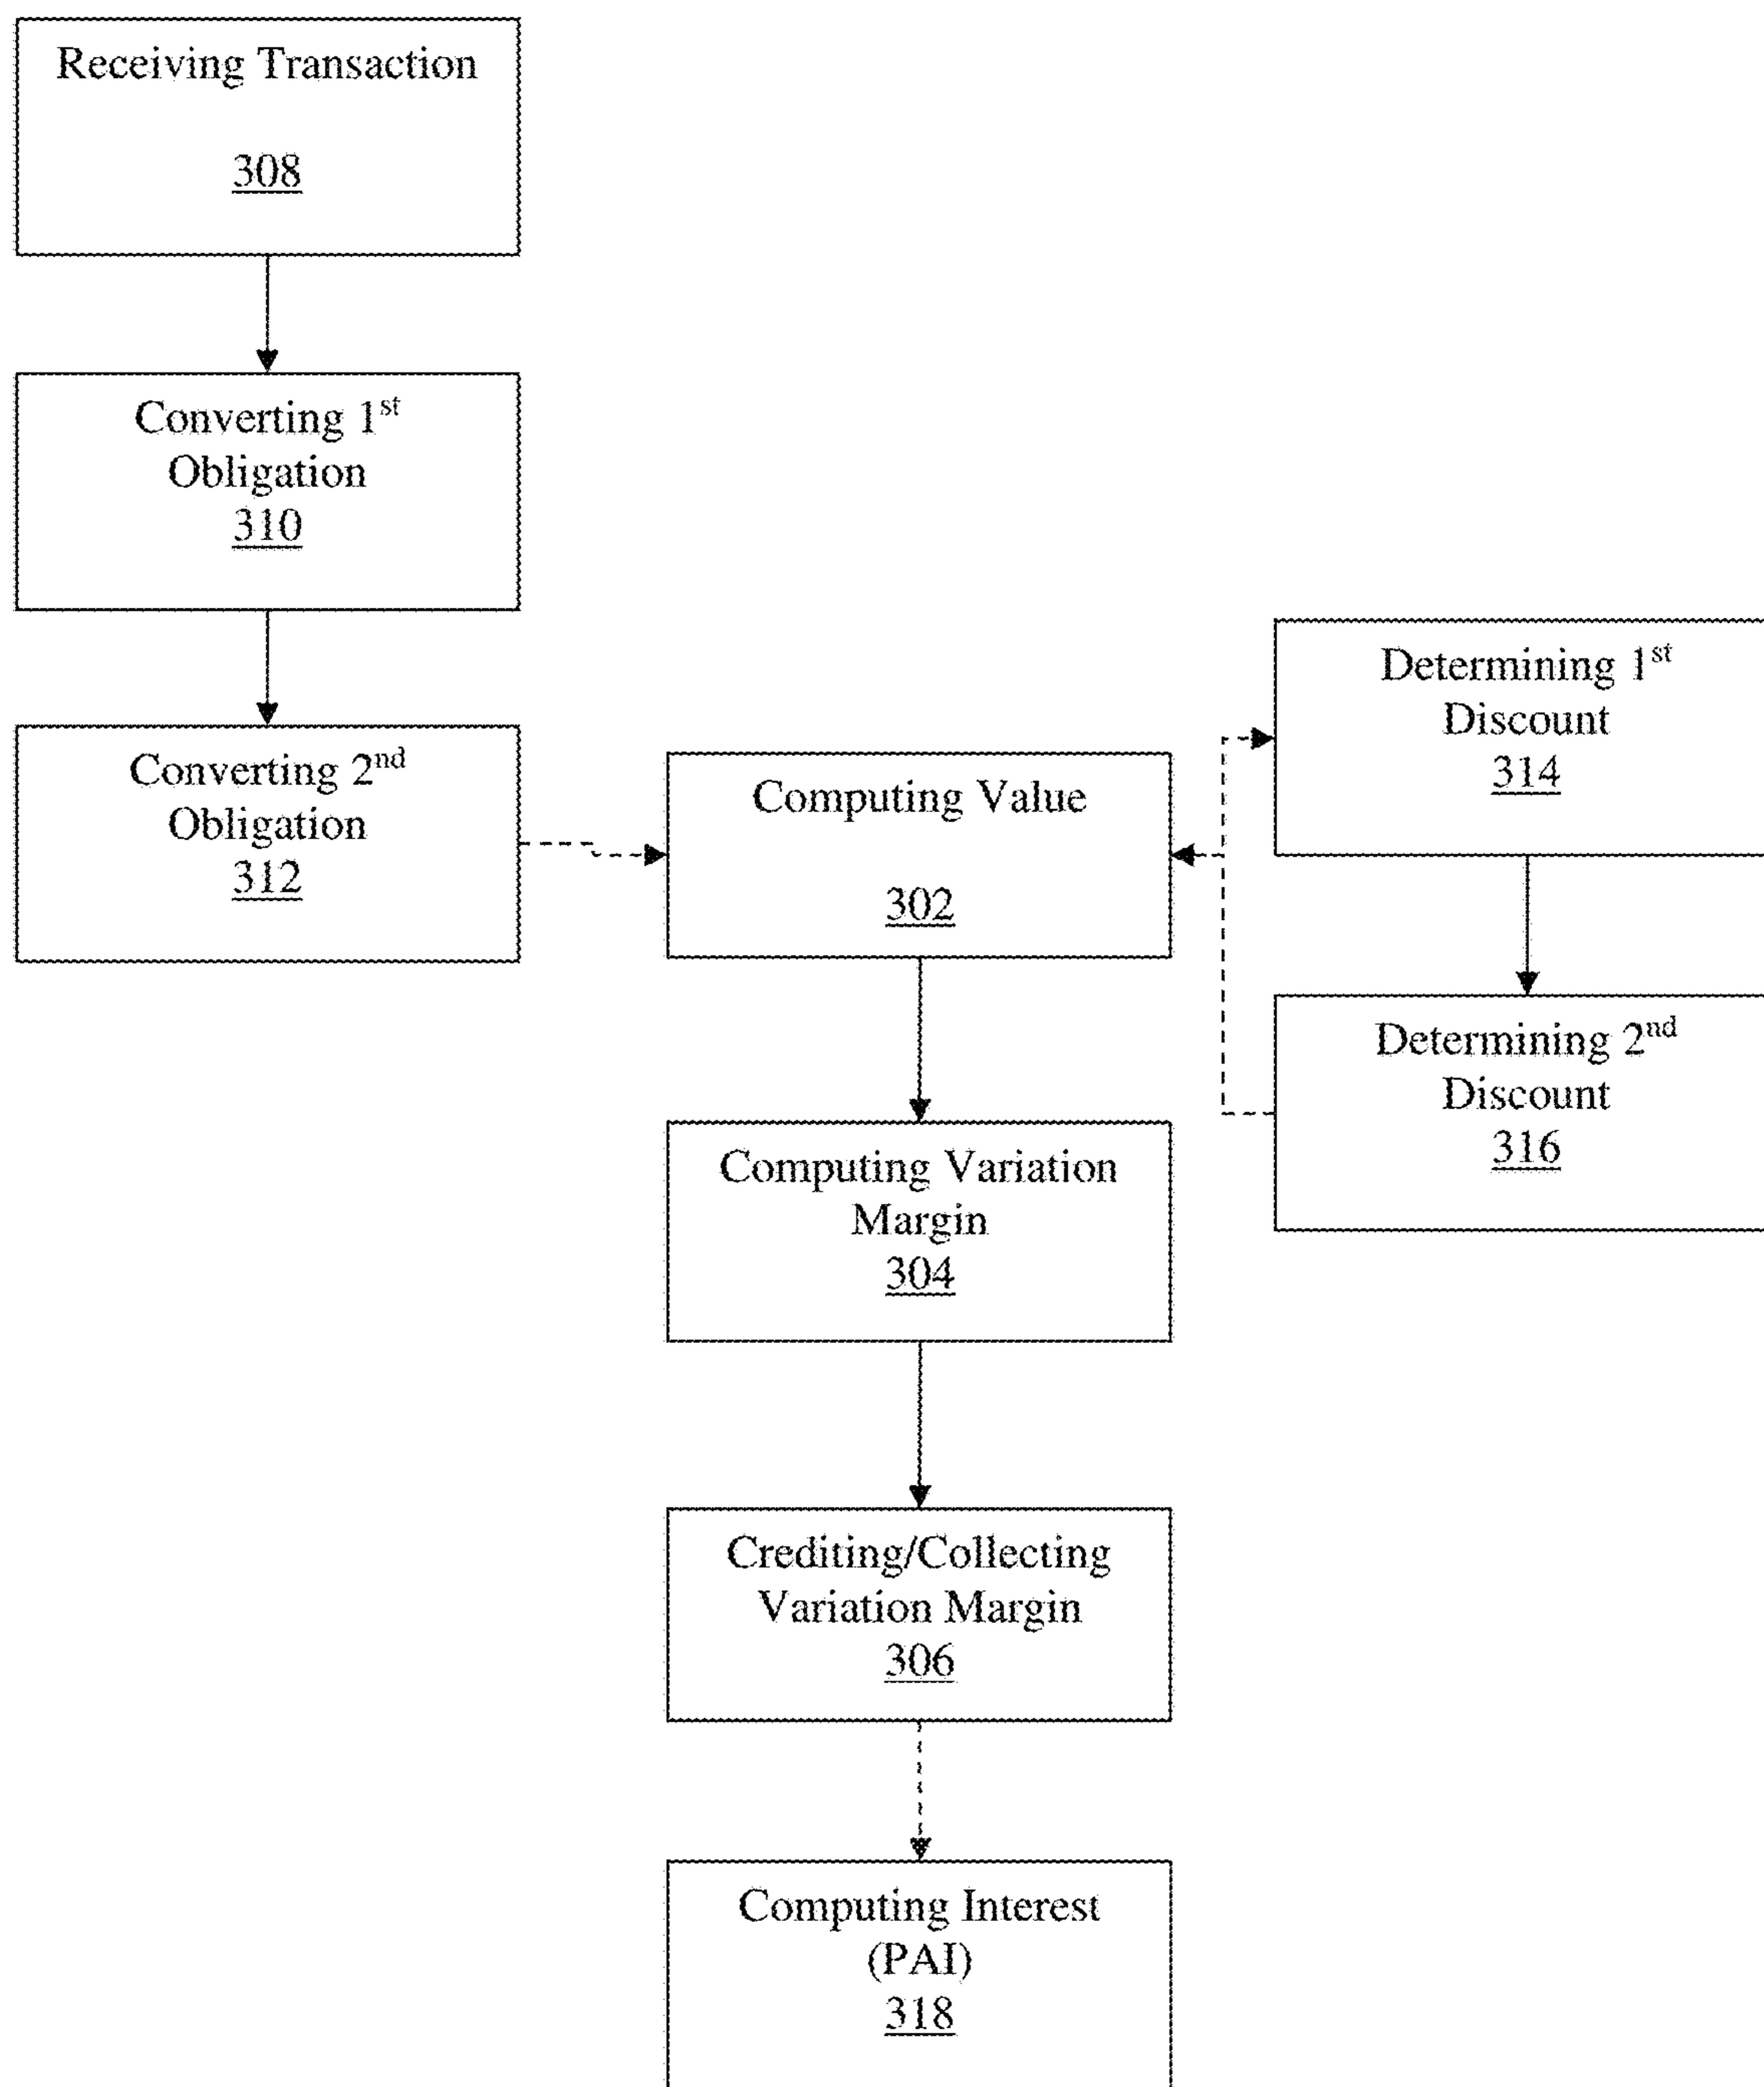 Receiving Transaction
308
Converting 1st
Obligation
310
Converting 2nd
Obligation
312
Computing Value
302
Determining 1st
Discount
314
Determining 2nd
Discount
316
Computing Variation
Margin
304
Crediting/Collecting
Variation Margin
306
Computing Interest
(PAI)
318